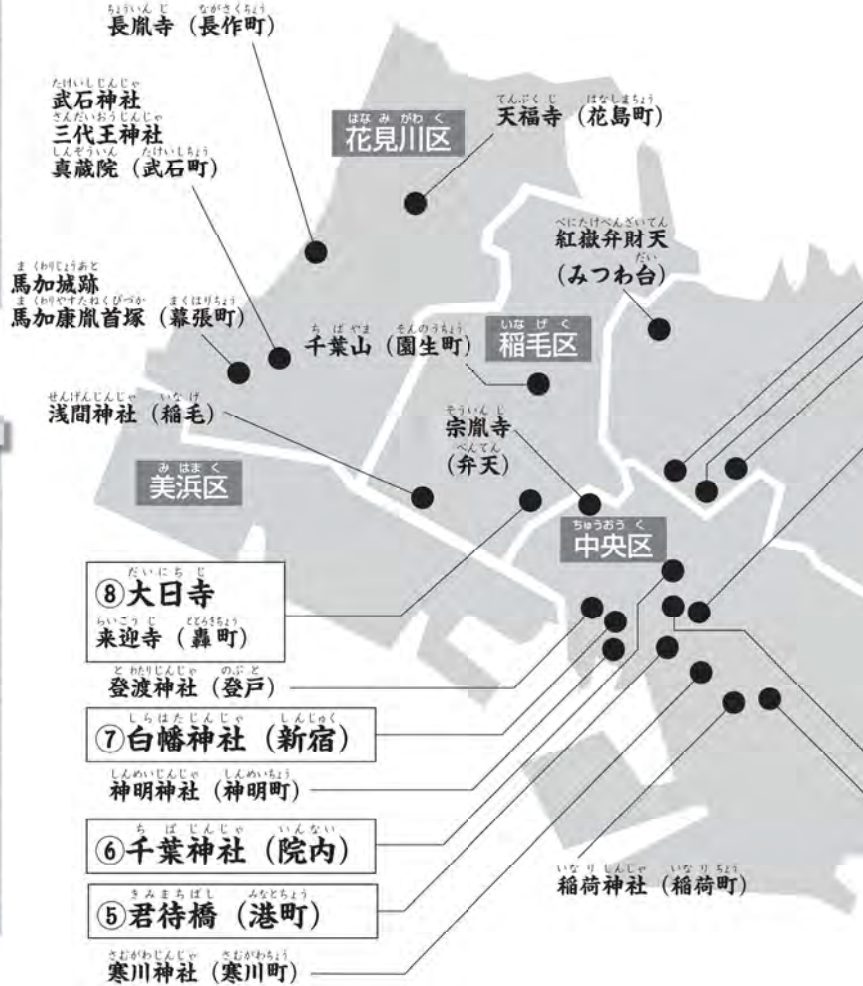 ちょういんじ ながさくちょう
長胤寺（長作町）
たけいしじんじゃ
武石神社
さんだいおうじんじゃ
三代王神社
しんぞういん たけいしちょう
真蔵院（武石町）
はなみがわく
花見川区
てんぷくじ はなしまちょう
天福寺（花島町）
べにたけべんざいてん
紅嶽弁財天
だい
（みつわ台）
まくわりじょうあと
馬加城跡
まくわりやすたねくびづか まくはりちょう
馬加康胤首塚（幕張町）
ちばやま そんのうちょう
千葉山（園生町）
いなげく
稲毛区
せんげんじんじゃ いなげ
浅間神社（稲毛）
そういんじ
宗胤寺
べんてん
（弁天）
みはまく
美浜区
ちゅうおうく
中央区
だいにちじ
⑧大日寺
らいこうじ とどろきちょう
来迎寺（轟町）
とわたりじんじゃ のぶと
登渡神社（登戸）
しらはたじんじゃ しんじゅく
⑦白幡神社（新宿）
しんめいじんじゃ しんめいちょう
神明神社（神明町）
ちばじんじゃ いんない
⑥千葉神社（院内）
きみまちばし みなとちょう
⑤君待橋（港町）
さむがわじんじゃ さむがわちょう
寒川神社（寒川町）
いなりじんじゃ いなりちょう
稲荷神社（稲荷町）